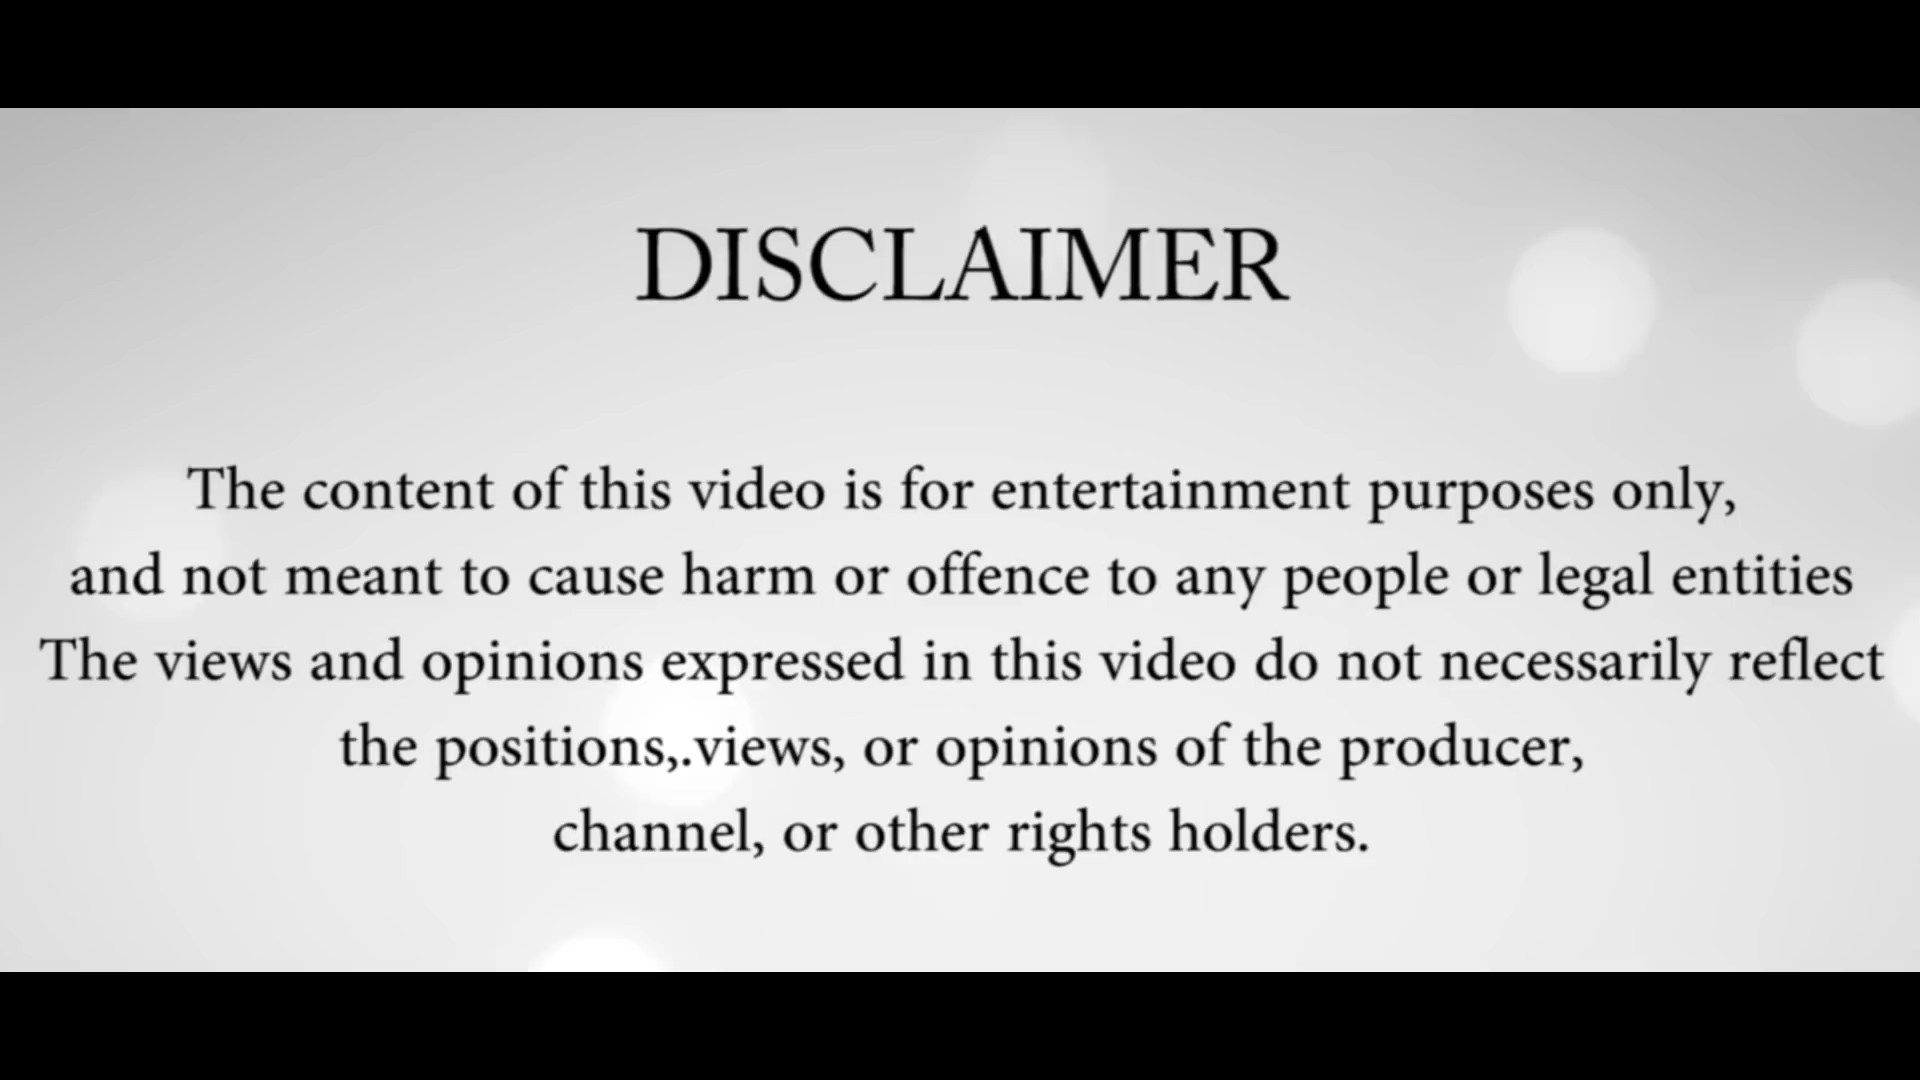 DISCLAIMER
The content of this video is for entertainment purposes only,
and not meant to cause harm or offence to any people or legal entities
The views and opinions expressed in this video do not necessarily reflect
the positions,.views, or opinions of the producer,
channel, or other rights holders.